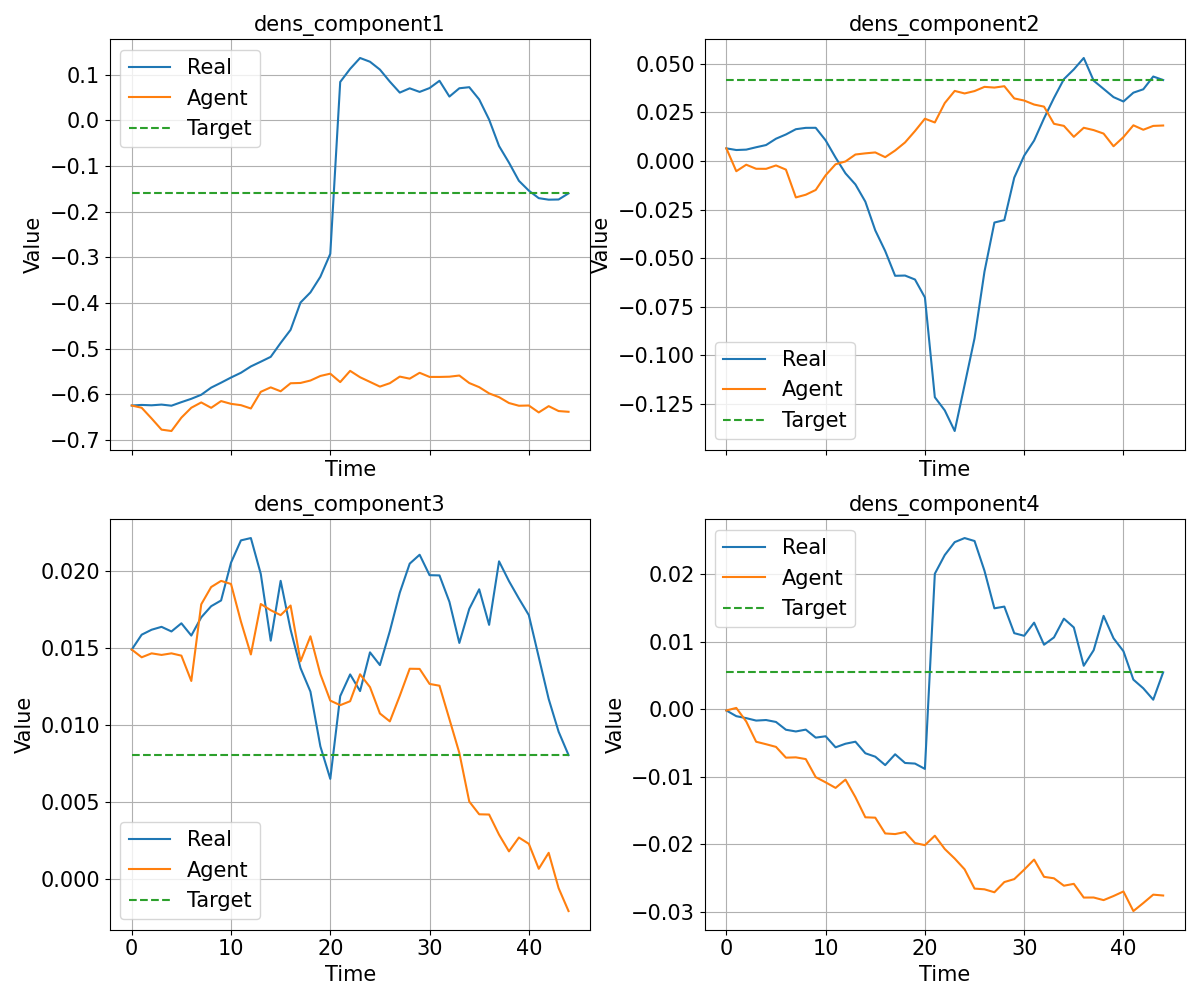 dens_component1
0.1
0.0
−0.1
−0.2
−0.3
−0.4
−0.5
−0.6
−0.7
Value
Time
Real
Agent
Target
dens_component2
0.050
0.025
0.000
−0.025
−0.050
−0.075
−0.100
−0.125
Value
Time
Real
Agent
Target
dens_component3
0.020
0.015
0.010
0.005
0.000
Value
0 10 20 30 40
Time
Real
Agent
Target
dens_component4
0.02
0.01
0.00
−0.01
−0.02
−0.03
Value
0 10 20 30 40
Time
Real
Agent
Target